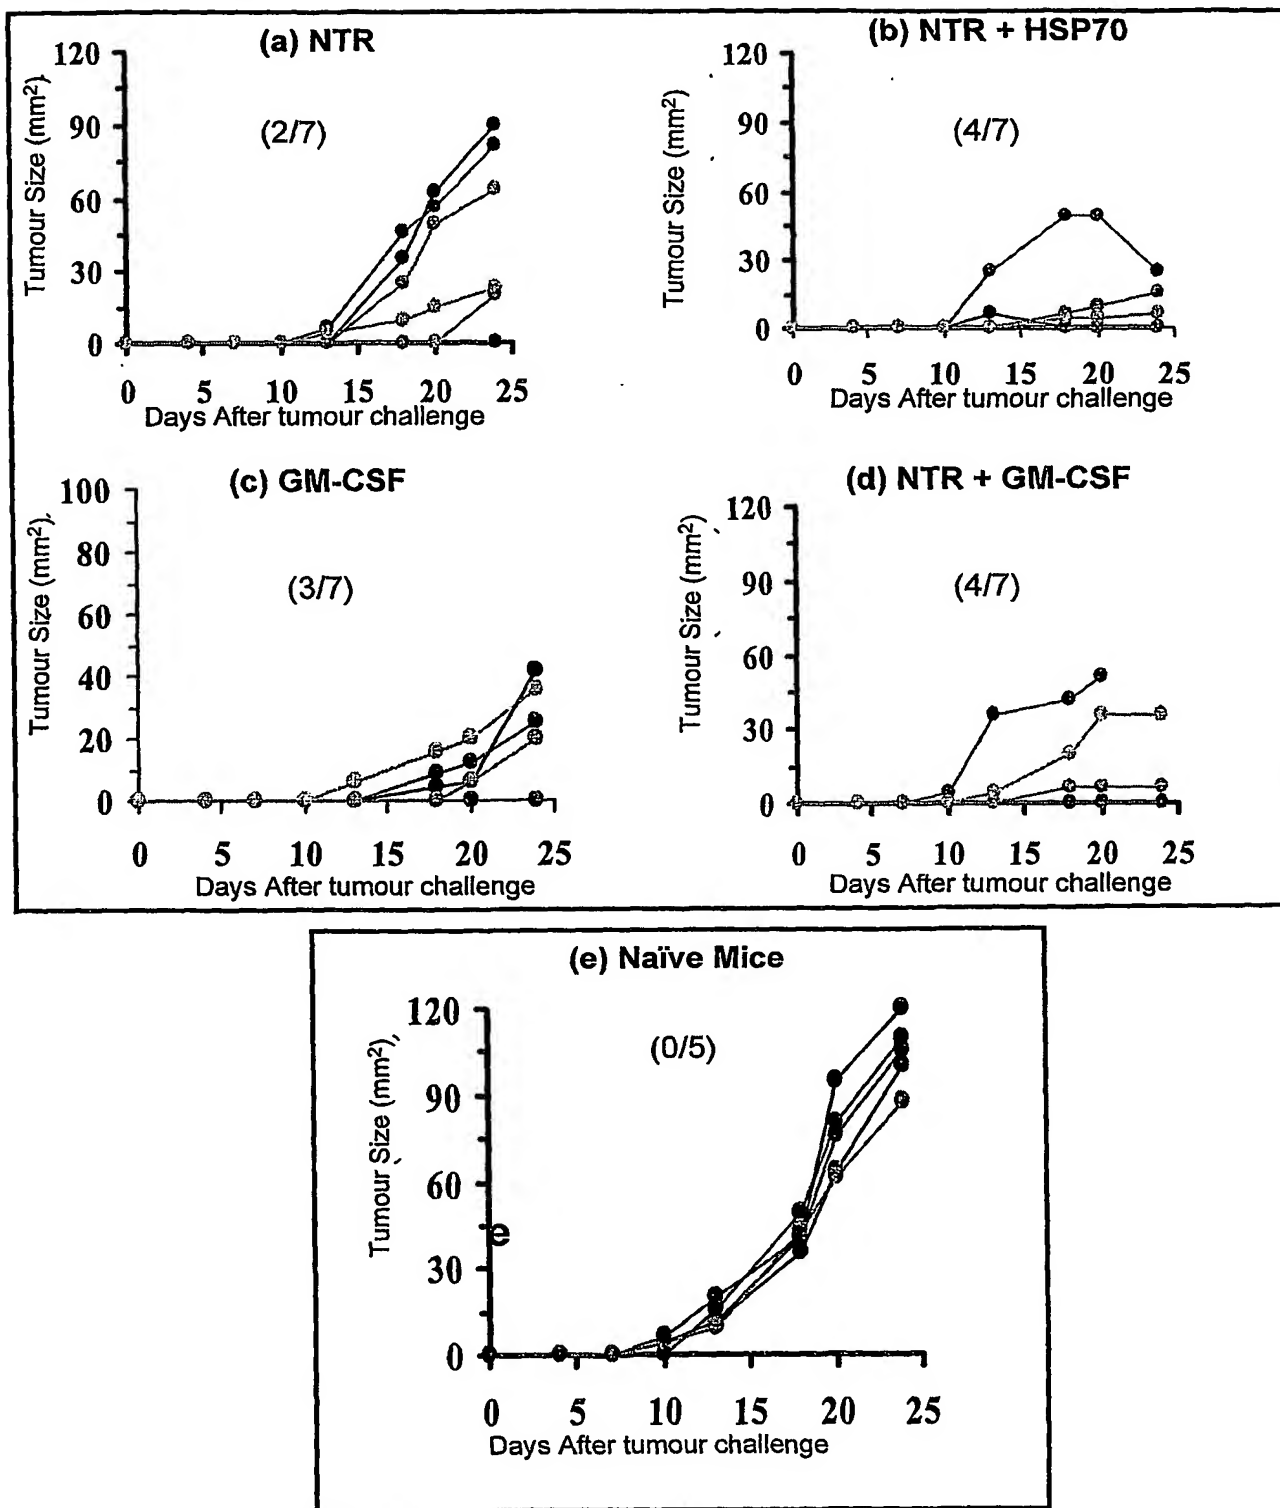 (a) NTR
Tumour Size (mm²)
120
90
60
30
0
(2/7)
0 5 10 15 20 25
Days After tumour challenge
(b) NTR + HSP70
Tumour Size (mm²)
120
90
60
30
0
(4/7)
0 5 10 15 20 25
Days After tumour challenge
(c) GM-CSF
Tumour Size (mm²)
100
80
60
40
20
0
(3/7)
0 5 10 15 20 25
Days After tumour challenge
(d) NTR + GM-CSF
Tumour Size (mm²)
120
90
60
30
0
(4/7)
0 5 10 15 20 25
Days After tumour challenge
(e) Naïve Mice
Tumour Size (mm²)
120
90
60
30
0
(0/5)
e
0 5 10 15 20 25
Days After tumour challenge